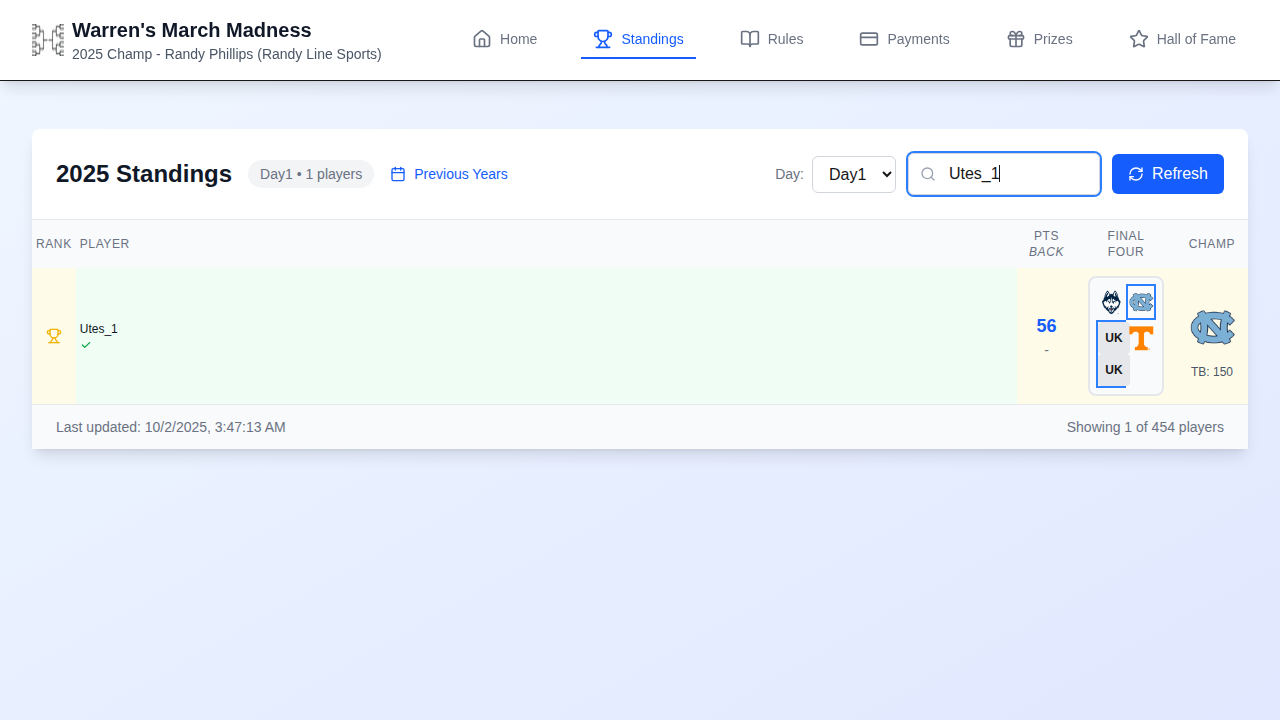 Warren's March Madness
2025 Champ - Randy Phillips (Randy Line Sports)
Home
Standings
Rules
Payments
Prizes
Hall of Fame
2025 Standings
Day1 • 1 players
Previous Years
Day:
Day1
Utes_1
Refresh
RANK
PLAYER
PTS
BACK
FINAL
FOUR
CHAMP
Utes_1
56
-
UK
UK
TB: 150
Last updated: 10/2/2025, 3:47:13 AM
Showing 1 of 454 players